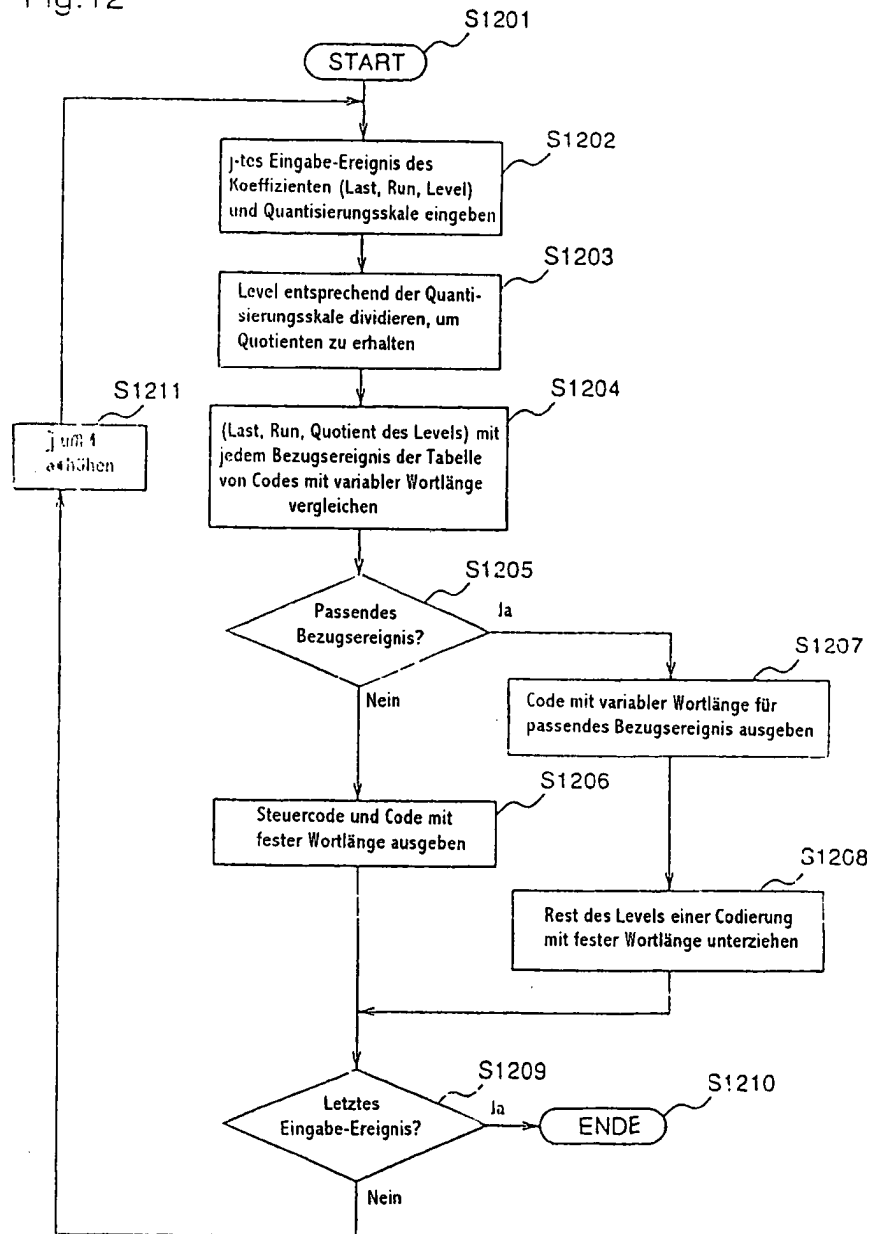 Fig. 12
S1201
START
S1202
j-tes Eingabe-Ereignis des
Koeffizienten (Last, Run, Level)
und Quantisierungsskale eingeben
S1203
Level entsprechend der Quanti-
sierungsskale dividieren, um
Quotienten zu erhalten
S1204
(Last, Run, Quotient des Levels) mit
jedem Bezugsereignis der Tabelle
von Codes mit variabler Wortlänge
vergleichen
S1211
j um 1
S1205
Passendes
Bezugsereignis?
Ja
Nein
S1207
Code mit variabler Wortlänge für
passendes Bezugsereignis ausgeben
S1206
Steuercode und Code mit
fester Wortlänge ausgeben
S1208
Rest des Levels einer Codierung
mit fester Wortlänge unterziehen
S1209
Letztes
Eingabe-Ereignis?
Ja
S1210
ENDE
Nein